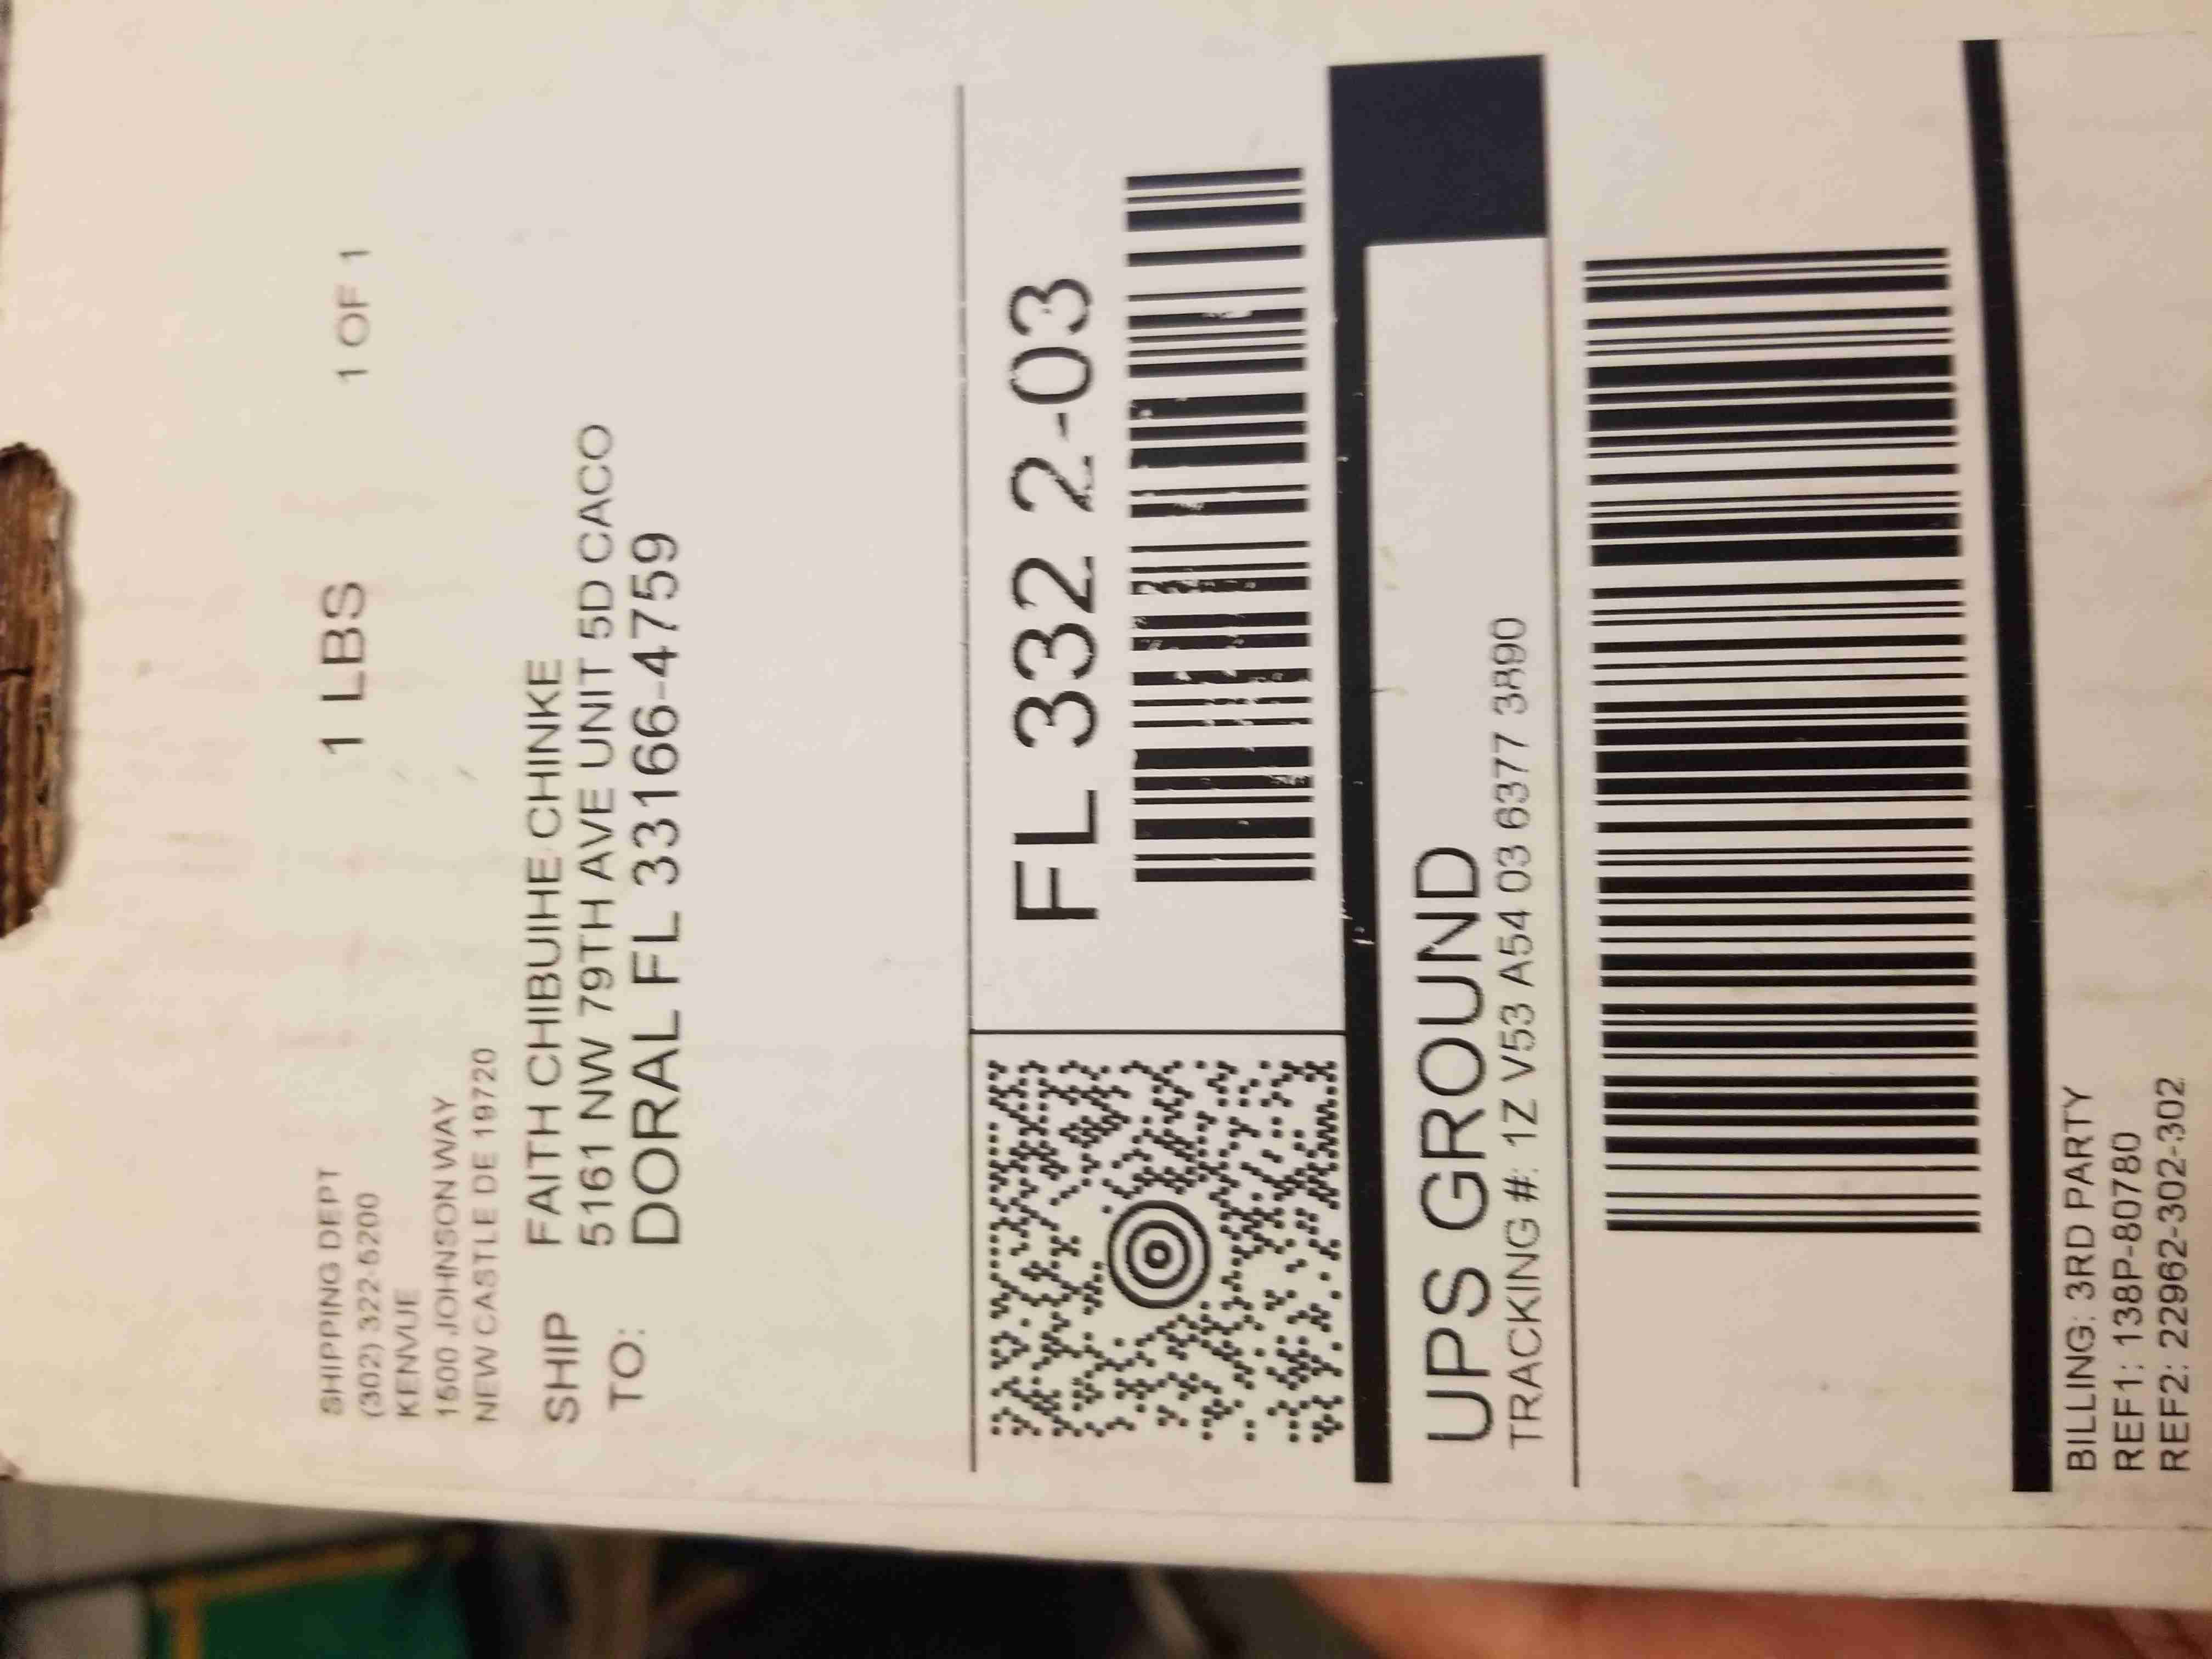 SHIPPING DEPT
(302) 322-6200
KENVUE
1600 JOHNSON WAY
NEW CASTLE DE 19720
1 LBS
1 OF 1
SHIP TO:
FAITH CHIBUIHE CHINKE
5161 NW 79TH AVE UNIT 5D CACO
DORAL FL 33166-4759
FL 332 2-03
UPS GROUND
TRACKING #: 1Z V53 A54 03 6377 3890
BILLING: 3RD PARTY
REF1: 138P-80780
REF2: 22962-302-302